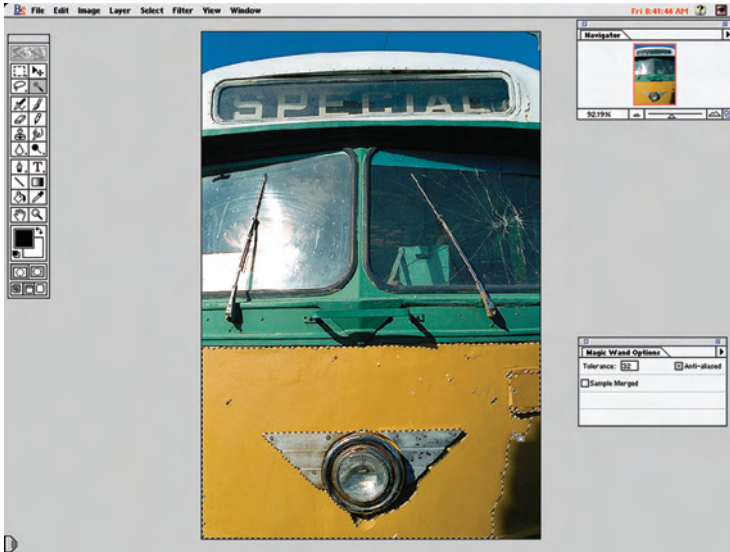 Be File Edit Image Layer Select Filter View Window Fri 8:41:44 AM
Navigator
92.19%
SPECIAL
T
Magic Wand Options
Tolerance: 32 Anti-aliased
Sample Merged